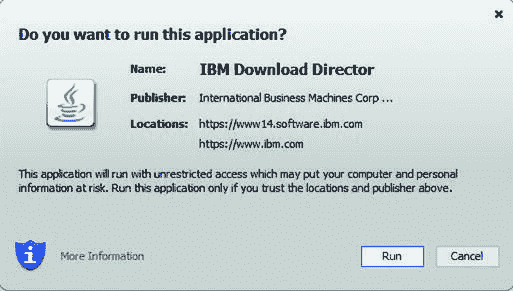 Do you want to run this application?
Name: IBM Download Director
Publisher: International Business Machines Corp ...
Locations: https://www14.software.ibm.com
https://www.ibm.com
This application will run with unrestricted access which may put your computer and personal
information at risk. Run this application only if you trust the locations and publisher above.
More Information
Run
Cancel